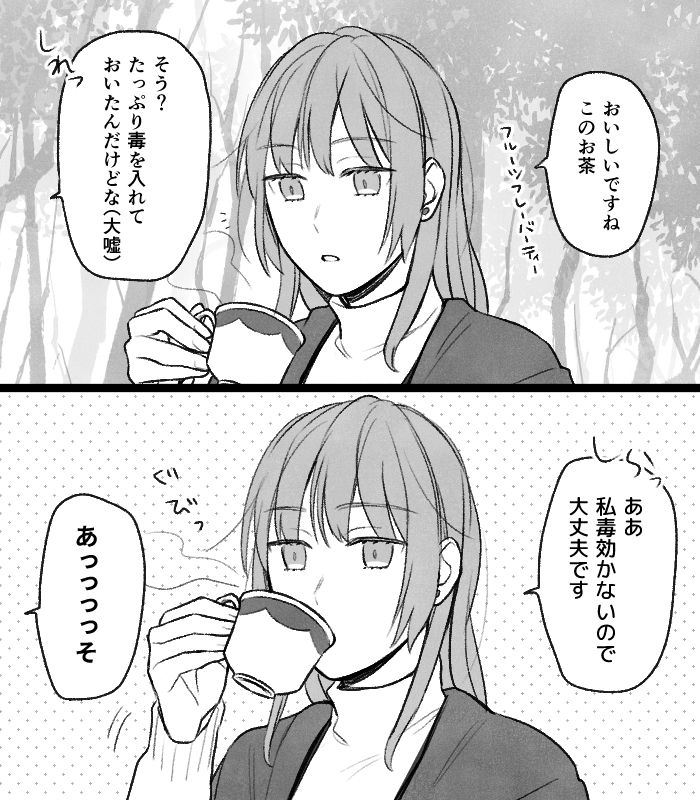 おいしいですね
このお茶
フルーツフレーバーティー
そう?
たっぷり毒を入れて
おいたんだけどな(大嘘)
しれっ
しらっ
ああ
私毒効かないので
大丈夫です
ぐびっ
あっっっっそ